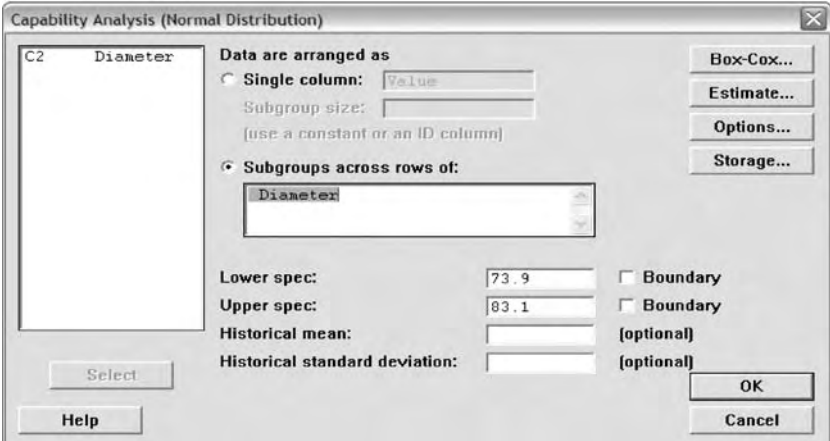 Capability Analysis (Normal Distribution)
C2 Diameter
Data are arranged as
Single column: Value
Subgroup size:
(use a constant or an ID column)
Subgroups across rows of:
Diameter
Lower spec: 73.9 Boundary
Upper spec: 83.1 Boundary
Historical mean: (optional)
Historical standard deviation: (optional)
Box-Cox...
Estimate...
Options...
Storage...
Select
Help
OK
Cancel